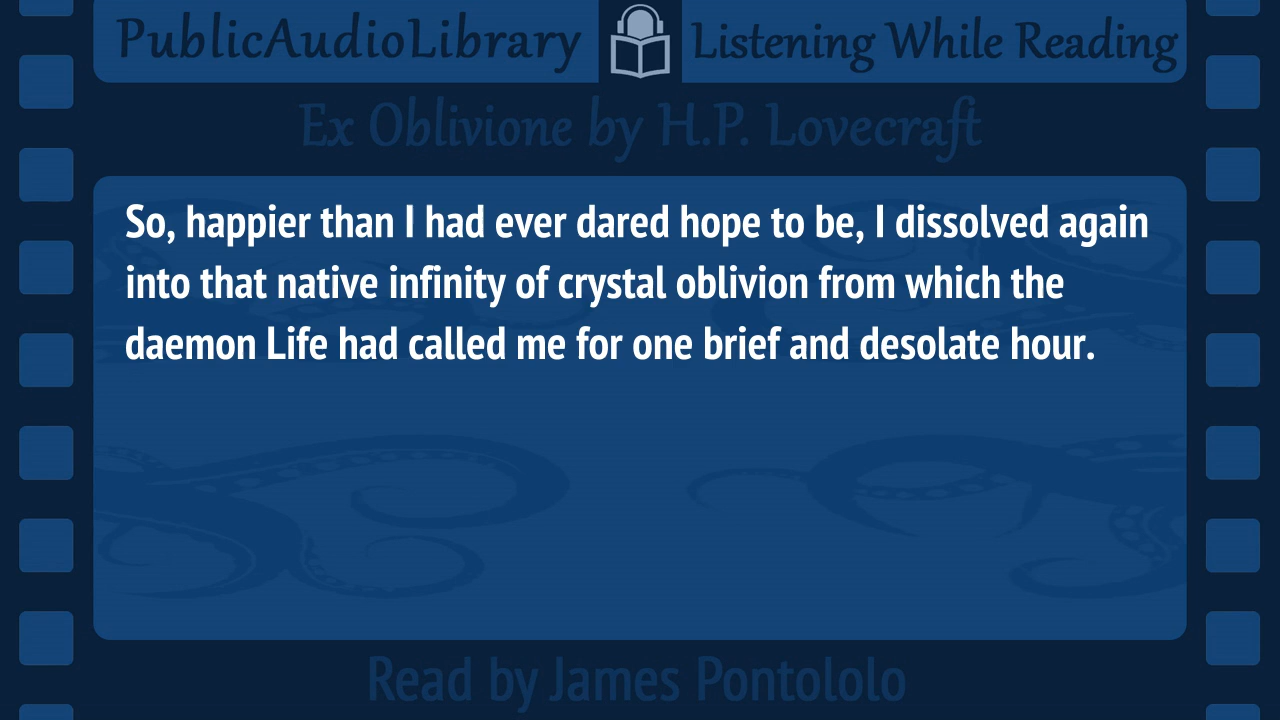 PublicAudioLibrary Listening While Reading
Ex Oblivione by H.P. Lovecraft
So, happier than I had ever dared hope to be, I dissolved again
into that native infinity of crystal oblivion from which the
daemon Life had called me for one brief and desolate hour.
Read by James Pontololo